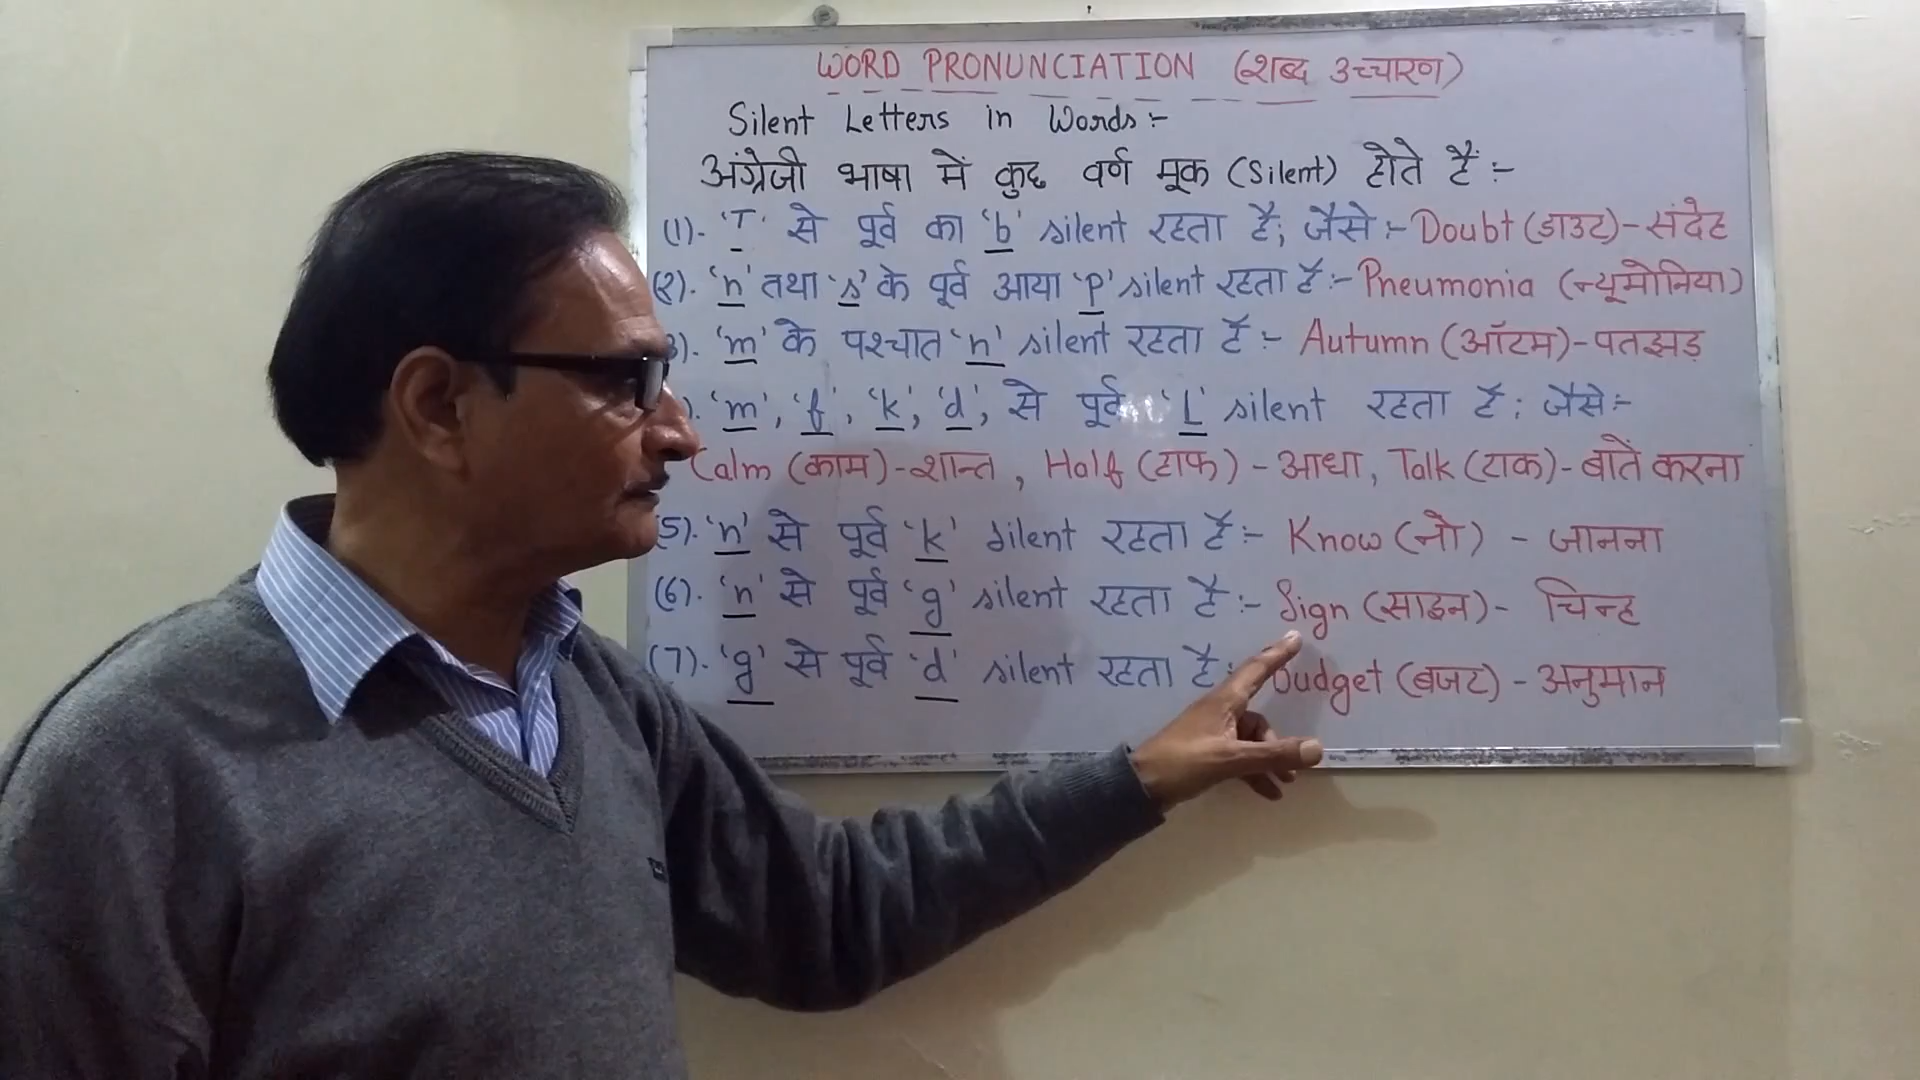 WORD PRONUNCIATION (शब्द उच्चारण)
Silent Letters in Words :-
अंग्रेजी भाषा में कुछ वर्ण मूक (Silent) होते हैं :-
(1). 'T' से पूर्व का 'b' silent रहता है; जैसे :- Doubt (डाउट) - संदेह
(2). 'n' तथा 's' के पूर्व आया 'p' silent रहता है :- Pneumonia (न्यूमोनिया)
3). 'm' के पश्चात 'n' silent रहता है :- Autumn (ऑटम) - पतझड़
). 'm', 'f', 'k', 'd', से पूर्व 'L' silent रहता है ; जैसे :-
Calm (काम) - शान्त , Half (हाफ) - आधा, Talk (टाक) - बातें करना
(5). 'n' से पूर्व 'k' silent रहता है :- Know (नो) - जानना
(6). 'n' से पूर्व 'g' silent रहता है :- Sign (साइन) - चिन्ह
(7). 'g' से पूर्व 'd' silent रहता है :- Budget (बजट) - अनुमान